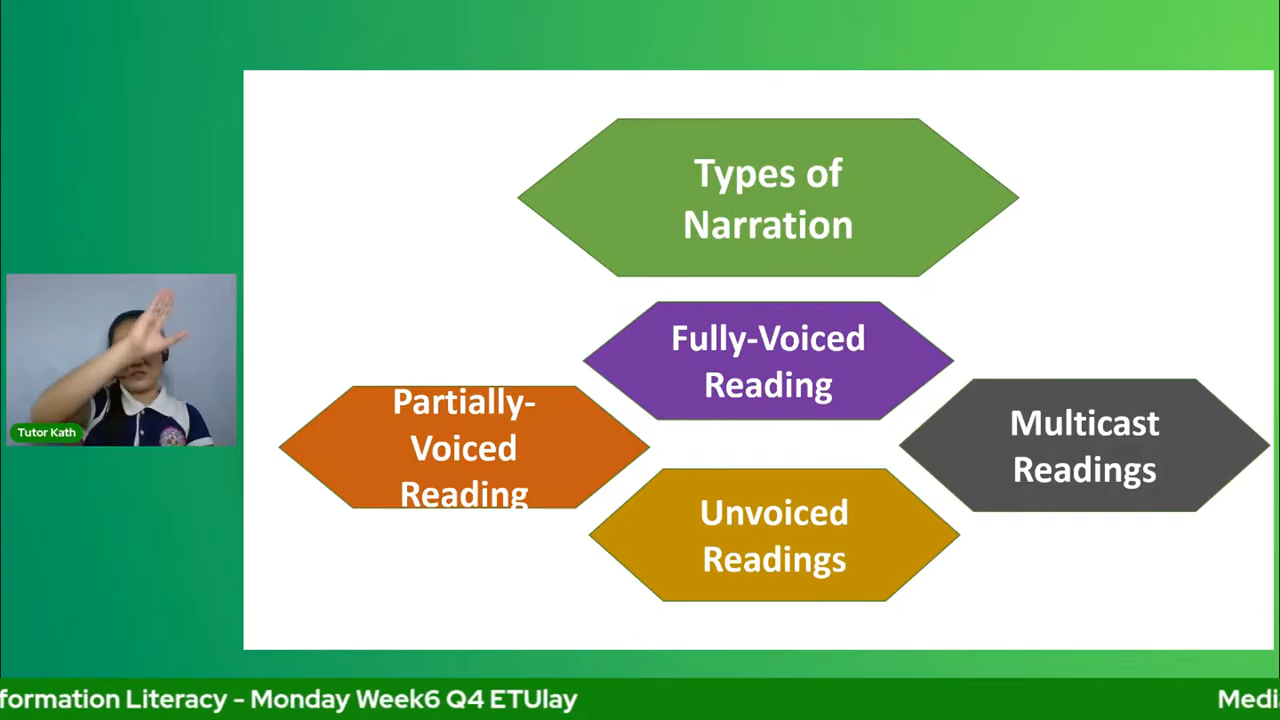 Types of
Narration
Fully-Voiced
Reading
Partially-
Voiced
Reading
Multicast
Readings
Unvoiced
Readings
Tutor Kath
formation Literacy - Monday Week6 Q4 ETUlay
Medi